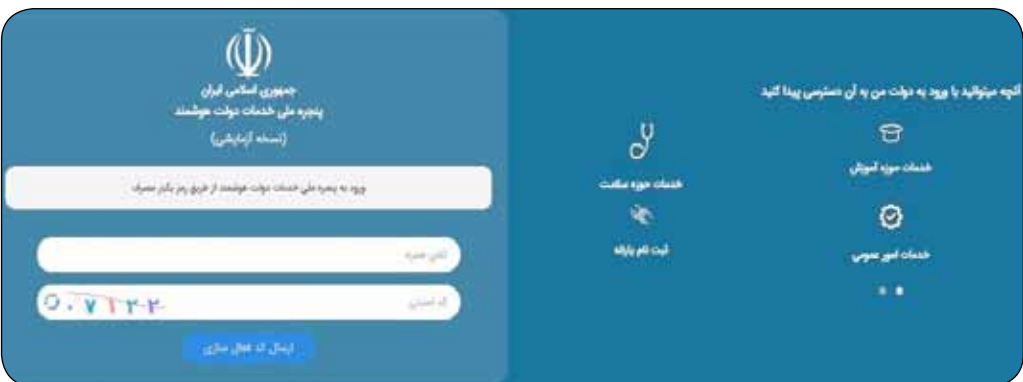 آنچه میتوانید با ورود به دولت من به آن دسترسی پیدا کنید
خدمات حوزه آموزش
خدمات حوزه سلامت
خدمات امور عمومی
ثبت نام یارانه
جمهوری اسلامی ایران
پنجره ملی خدمات دولت هوشمند
(نسخه آزمایشی)
ورود به پنجره ملی خدمات دولت هوشمند از طریق رمز یکبار مصرف
تلفن همراه
کد امنیتی
۰۷۱۲۲
ارسال کد فعال سازی